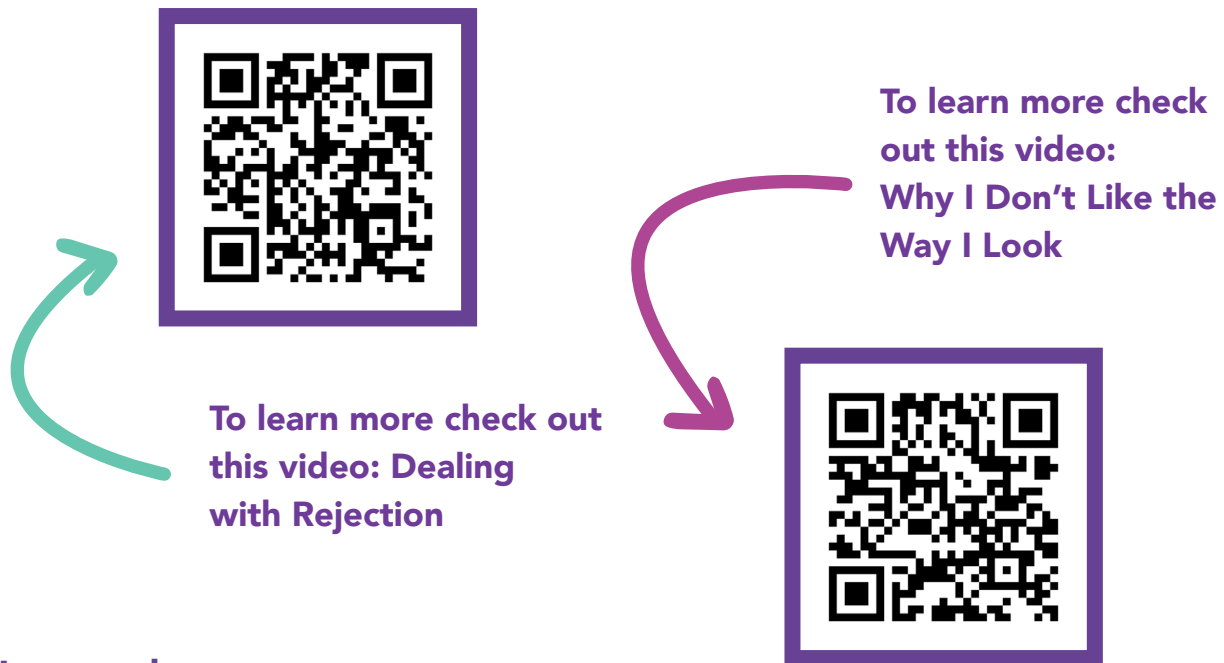 To learn more check
out this video:
Why I Don’t Like the
Way I Look
To learn more check out
this video: Dealing
with Rejection